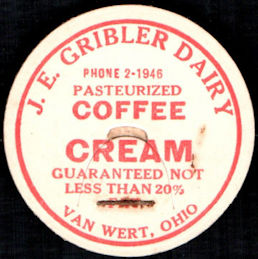 J. E. GRIBLER DAIRY
PHONE 2-1946
PASTEURIZED
COFFEE
CREAM
GUARANTEED NOT
LESS THAN 20%
VAN WERT, OHIO